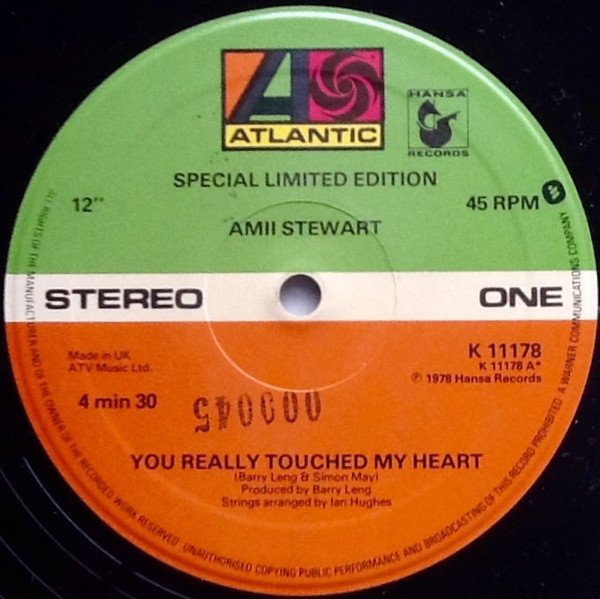 ATLANTIC
HANSA
RECORDS
SPECIAL LIMITED EDITION
12"
45 RPM
AMII STEWART
STEREO
ONE
Made in UK
ATV Music Ltd.
K 11178
K 11178 A*
℗ 1978 Hansa Records
4 min 30
000045
YOU REALLY TOUCHED MY HEART
(Barry Leng & Simon May)
Produced by Barry Leng
Strings arranged by Ian Hughes
ALL RIGHTS OF THE MANUFACTURER AND OF THE OWNER OF THE RECORDED WORK RESERVED UNAUTHORISED COPYING PUBLIC PERFORMANCE AND BROADCASTING OF THIS RECORD PROHIBITED A WARNER COMMUNICATIONS COMPANY